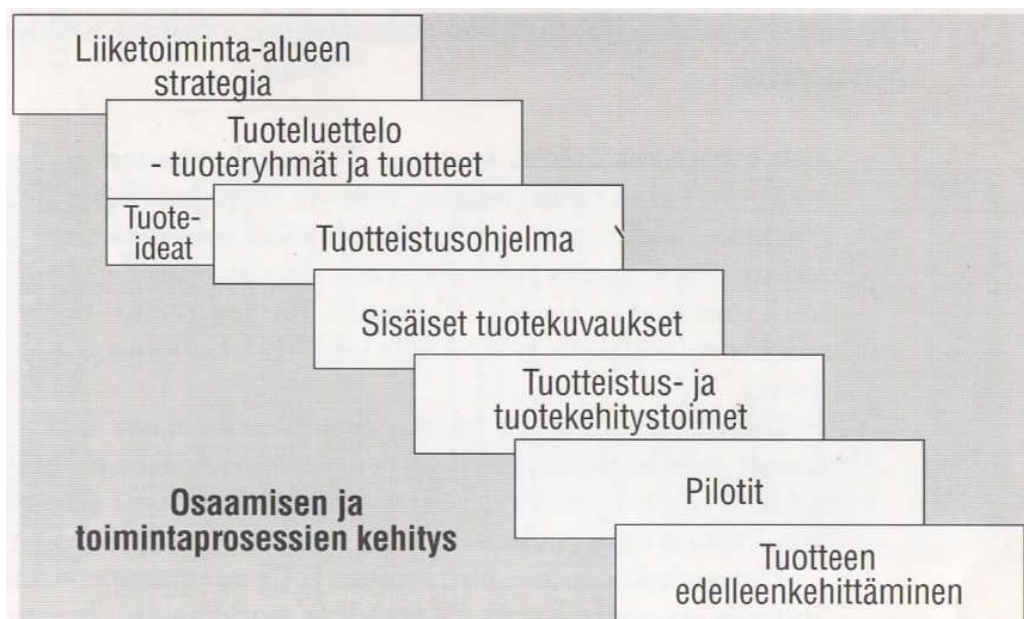 Liiketoiminta-alueen
strategia
Tuoteluettelo
- tuoteryhmät ja tuotteet
Tuote-
ideat
Tuotteistusohjelma
Sisäiset tuotekuvaukset
Tuotteistus- ja
tuotekehitystoimet
Pilotit
Osaamisen ja
toimintaprosessien kehitys
Tuotteen
edelleenkehittäminen